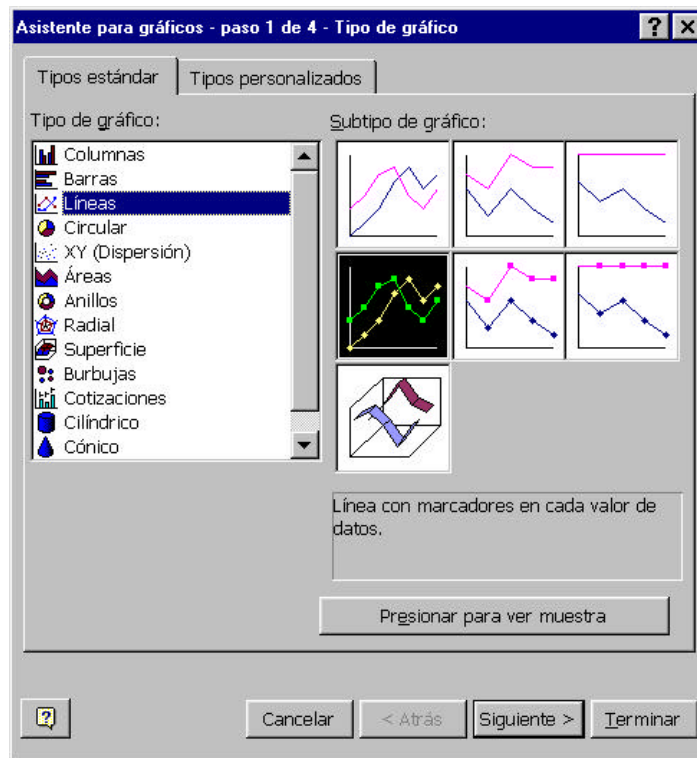 Asistente para gráficos - paso 1 de 4 - Tipo de gráfico
Tipos estándar
Tipos personalizados
Tipo de gráfico:
Columnas
Barras
Líneas
Circular
XY (Dispersión)
Áreas
Anillos
Radial
Superficie
Burbujas
Cotizaciones
Cilíndrico
Cónico
Subtipo de gráfico:
Línea con marcadores en cada valor de
datos.
Presionar para ver muestra
Cancelar
< Atrás
Siguiente >
Terminar